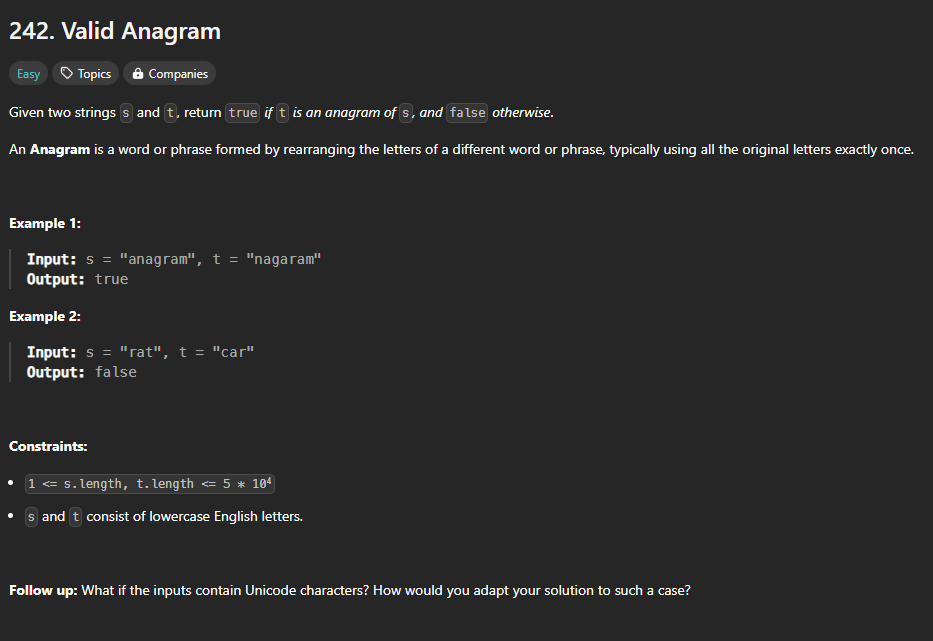 242. Valid Anagram
Easy Topics Companies
Given two strings s and t, return true if t is an anagram of s, and false otherwise.
An Anagram is a word or phrase formed by rearranging the letters of a different word or phrase, typically using all the original letters exactly once.
Example 1:
Input: s = "anagram", t = "nagaram"
Output: true
Example 2:
Input: s = "rat", t = "car"
Output: false
Constraints:
• 1 <= s.length, t.length <= 5 * 10⁴
• s and t consist of lowercase English letters.
Follow up: What if the inputs contain Unicode characters? How would you adapt your solution to such a case?